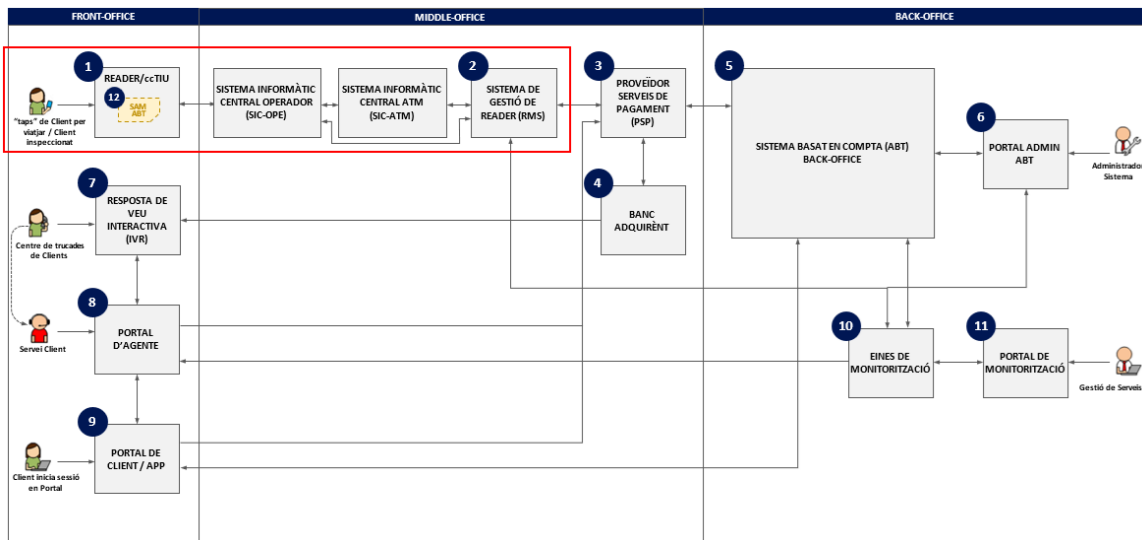 FRONT-OFFICE
MIDDLE-OFFICE
BACK-OFFICE
1
READER/ccTIU
12
SAM
ABT
"taps" de Client per
viatjar / Client
inspeccionat
SISTEMA INFORMÀTIC
CENTRAL OPERADOR
(SIC-OPE)
SISTEMA INFORMÀTIC
CENTRAL ATM
(SIC-ATM)
2
SISTEMA DE
GESTIÓ DE
READER (RMS)
3
PROVEÏDOR
SERVEIS DE
PAGAMENT
(PSP)
4
BANC
ADQUIRÈNT
5
SISTEMA BASAT EN COMPTA (ABT)
BACK-OFFICE
6
PORTAL ADMIN
ABT
Administrador
Sistema
7
RESPOSTA DE
VEU
INTERACTIVA
(IVR)
Centre de trucades
de Clients
8
PORTAL
D'AGENTE
Servei Client
9
PORTAL DE
CLIENT / APP
Client inicia sessió
en Portal
10
EINES DE
MONITORITZACIÓ
11
PORTAL DE
MONITORITZACIÓ
Gestió de Serveis